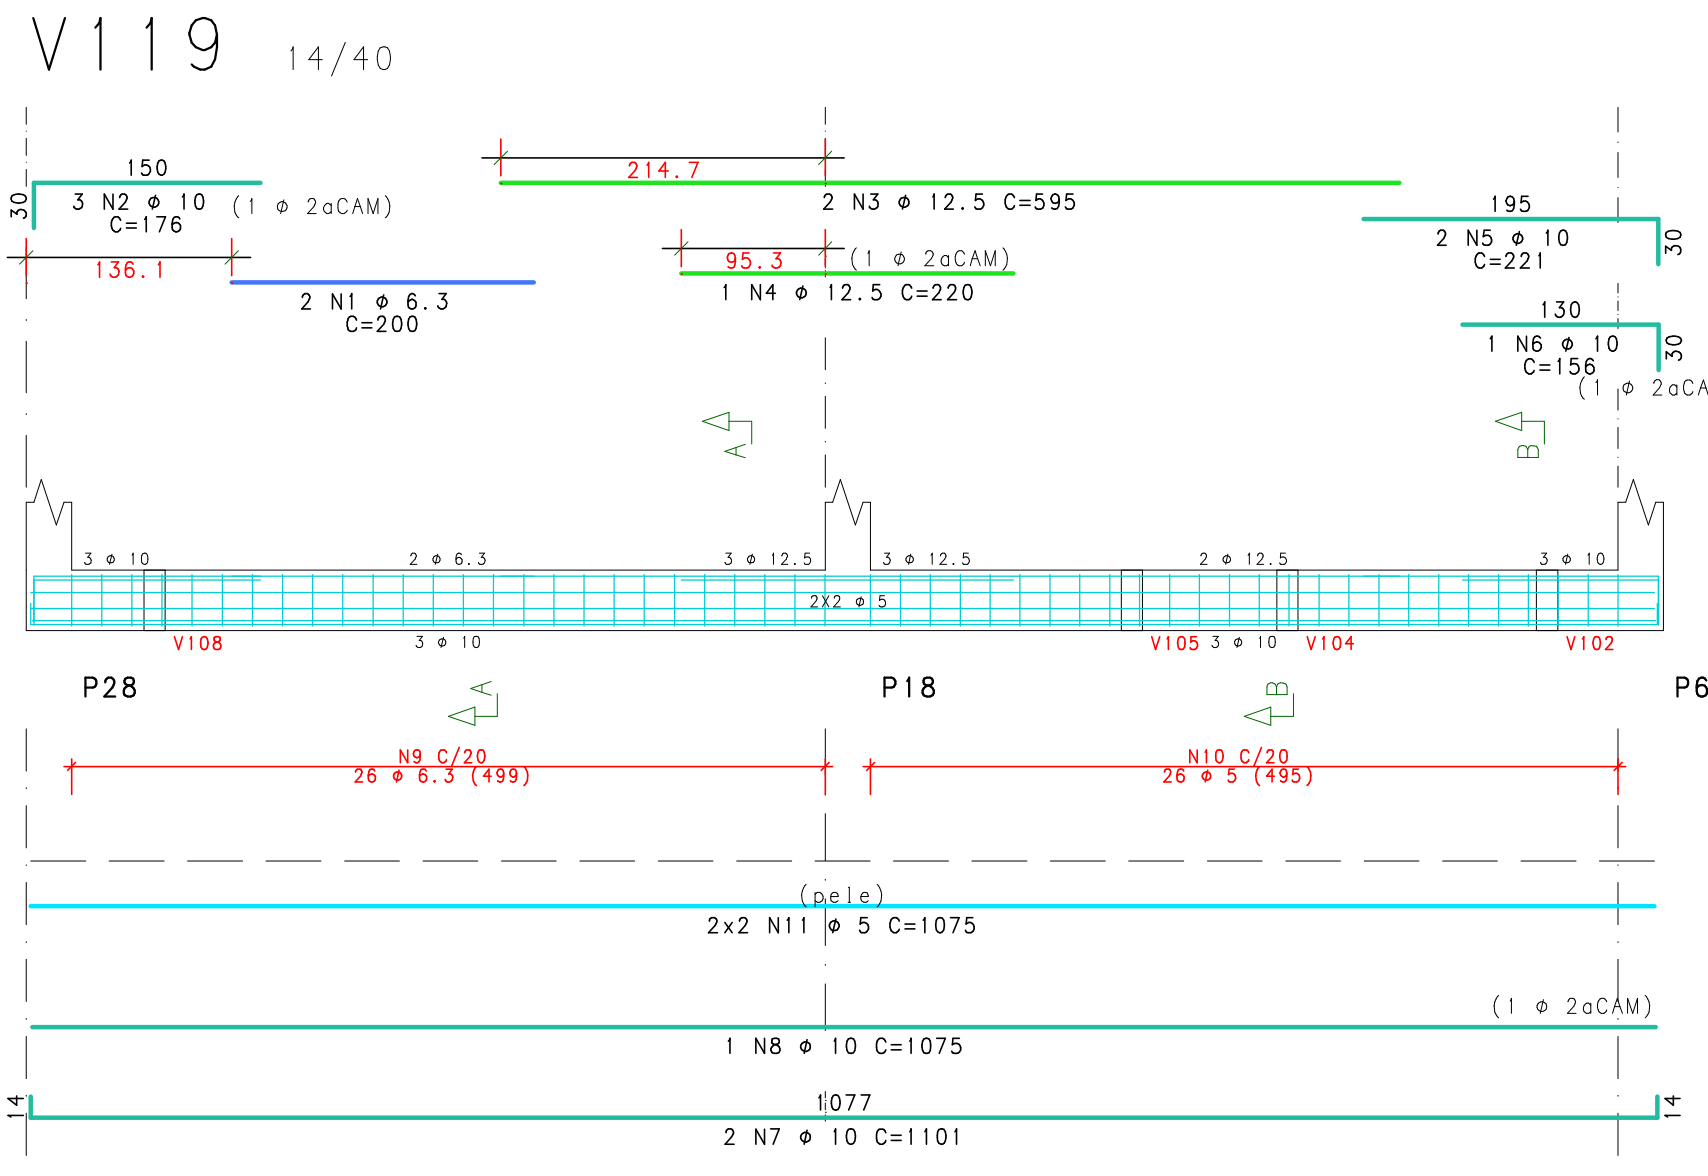 V119 14/40
150
30
3 N2 φ 10 (1 φ 2aCAM)
C=176
136.1
2 N1 φ 6.3
C=200
214.7
2 N3 φ 12.5 C=595
95.3 (1 φ 2aCAM)
1 N4 φ 12.5 C=220
195
30
2 N5 φ 10
C=221
130
30
1 N6 φ 10
C=156
(1 φ 2aCA
A B
3 φ 10 2 φ 6.3 3 φ 12.5 3 φ 12.5 2 φ 12.5 3 φ 10
2X2 φ 5
V108 3 φ 10 V105 3 φ 10 V104 V102
P28 A P18 B P6
N9 C/20 N10 C/20
26 φ 6.3 (499) 26 φ 5 (495)
(pele)
2x2 N11 φ 5 C=1075
(1 φ 2aCAM)
1 N8 φ 10 C=1075
14 1077 14
2 N7 φ 10 C=1101